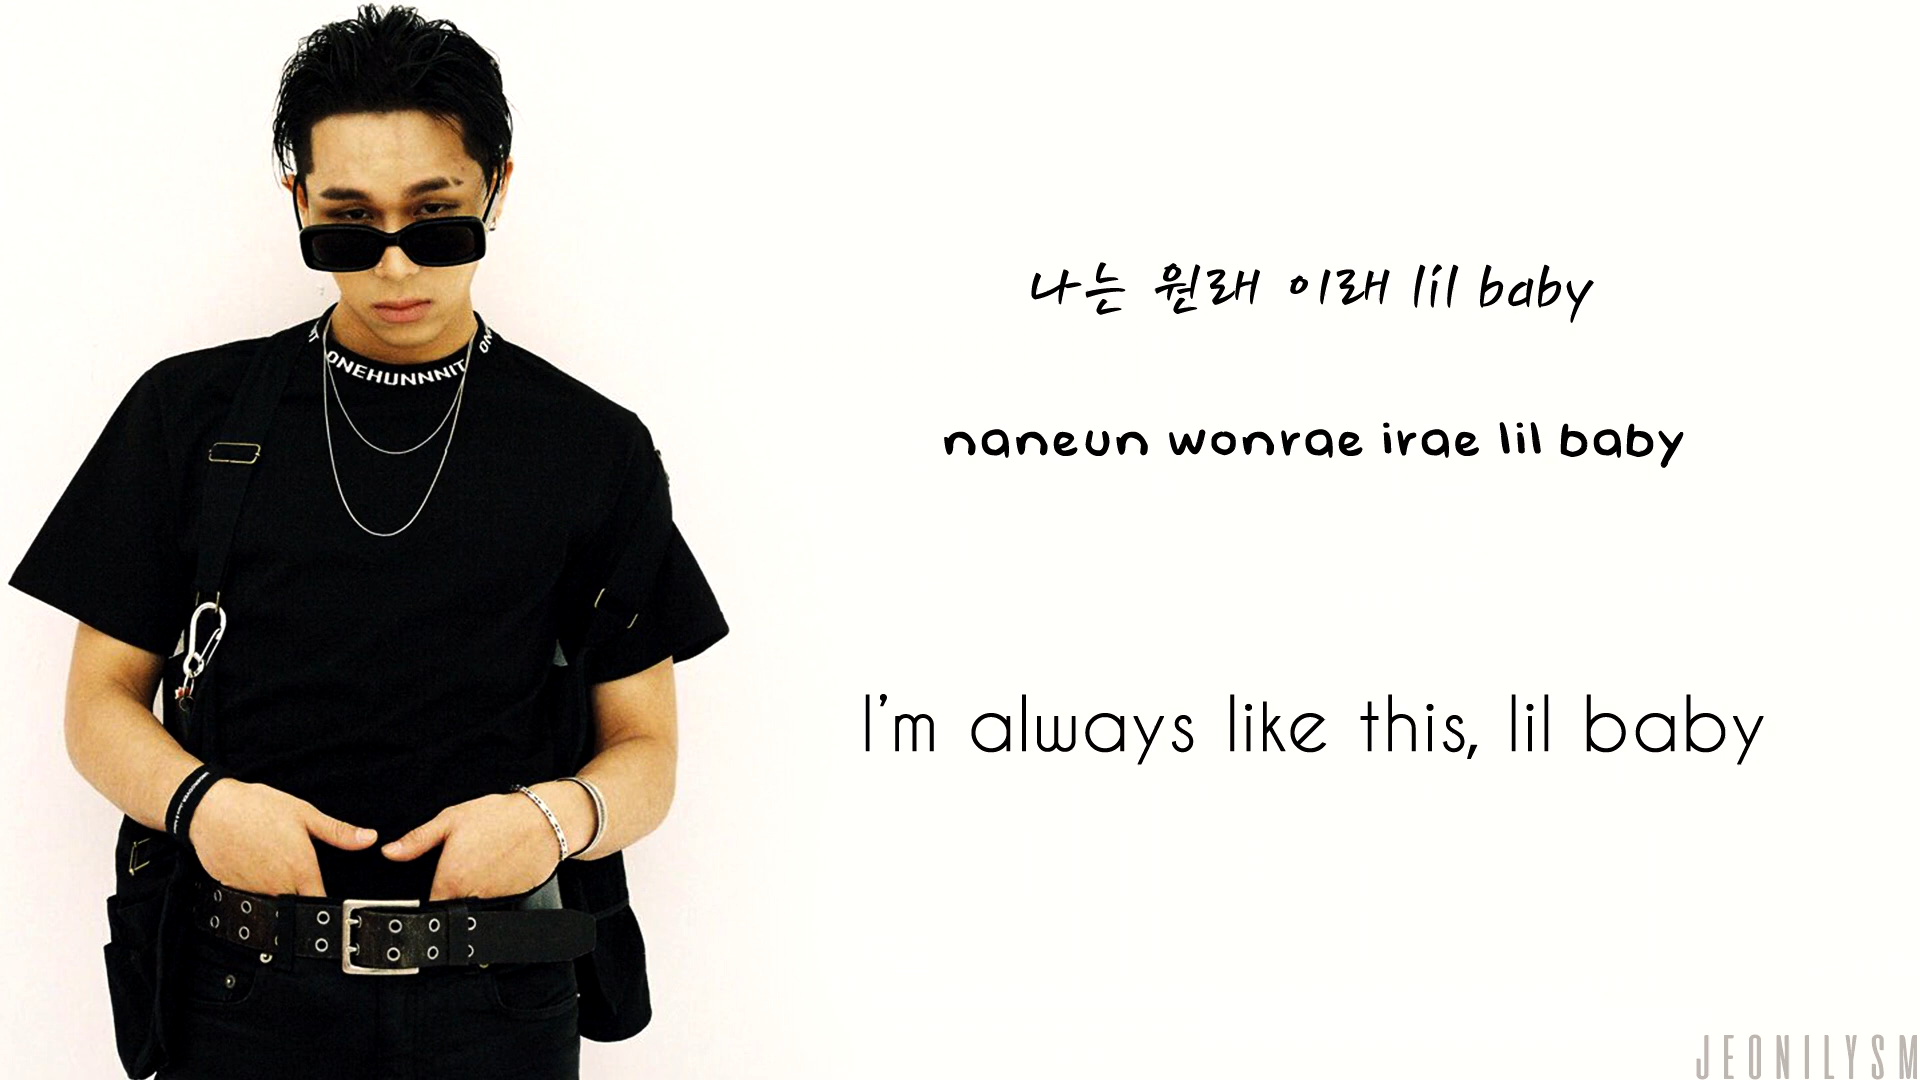 ONEHUNNNIT
나는 원래 이래 lil baby
naneun wonrae irae lil baby
I'm always like this, lil baby
JEONILYSM